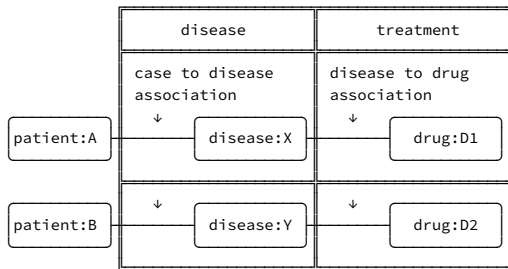 disease treatment
case to disease disease to drug
association association
↓ ↓
patient:A disease:X drug:D1
↓ ↓
patient:B disease:Y drug:D2